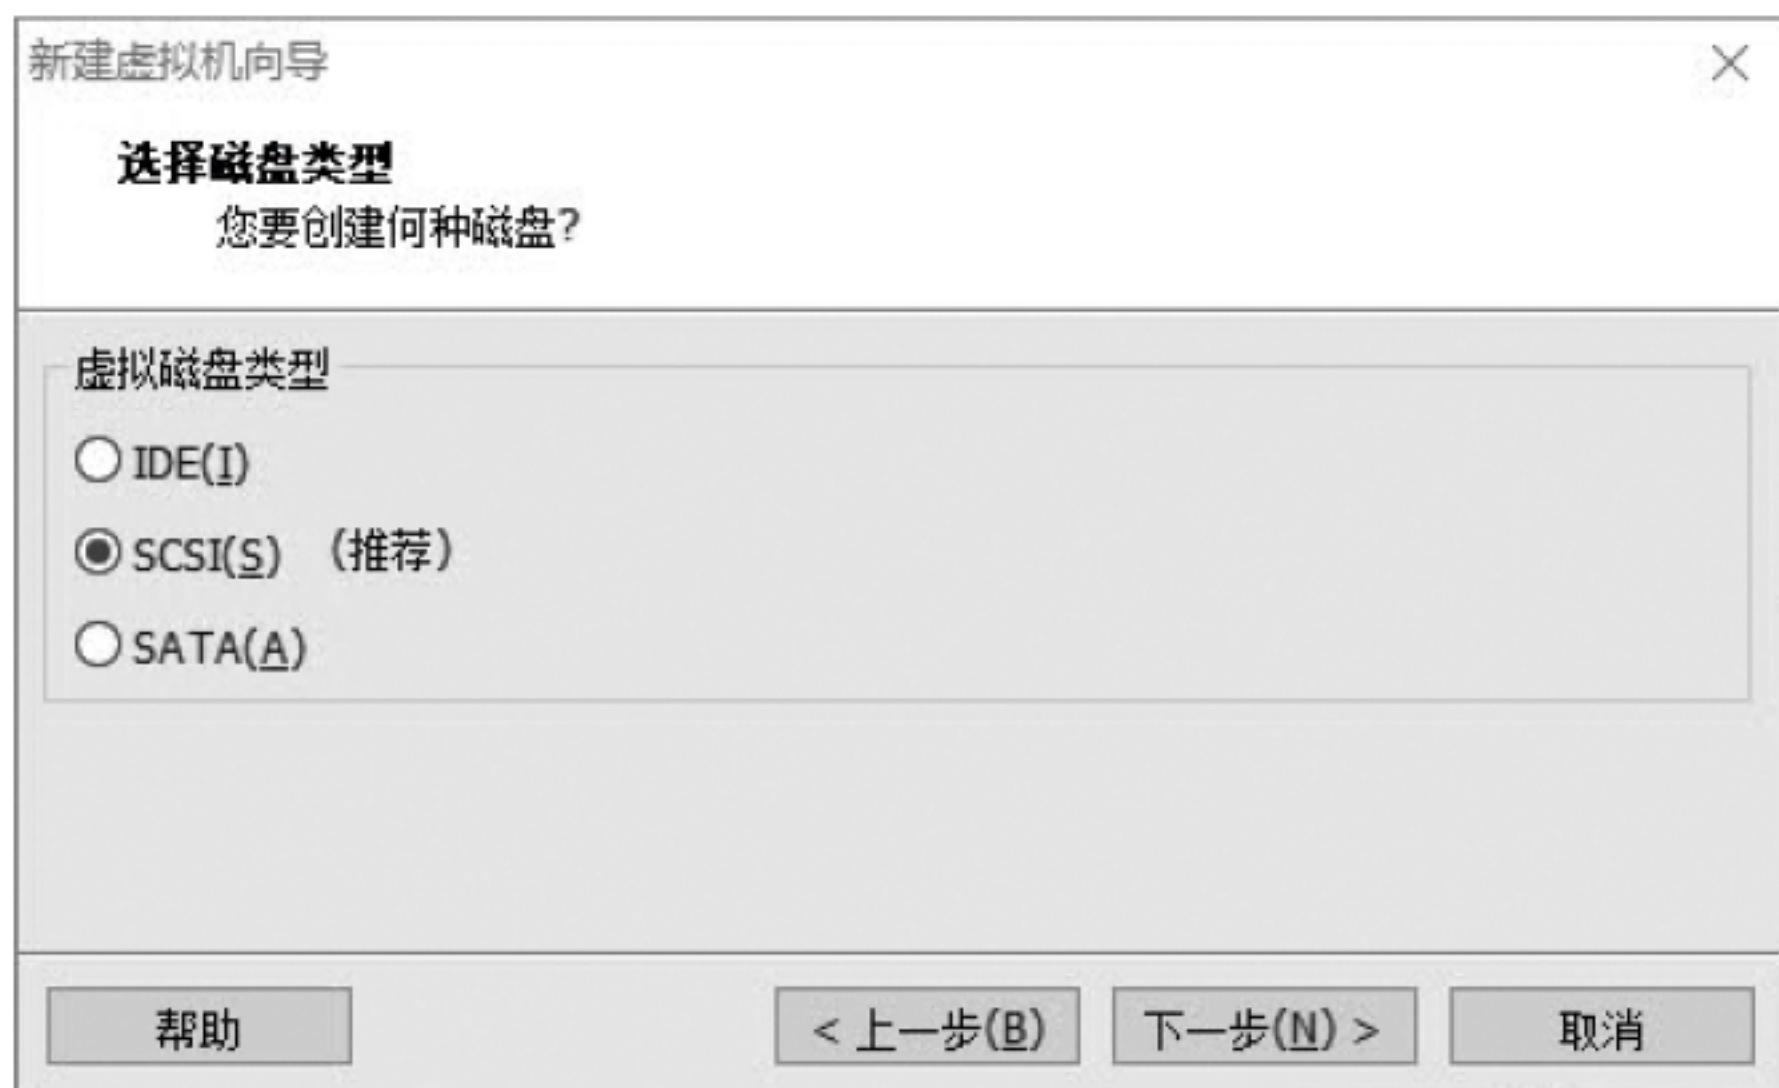 新建虚拟机向导
选择磁盘类型
您要创建何种磁盘?
虚拟磁盘类型
IDE(I)
SCSI(S) （推荐）
SATA(A)
帮助 < 上一步(B) 下一步(N) > 取消